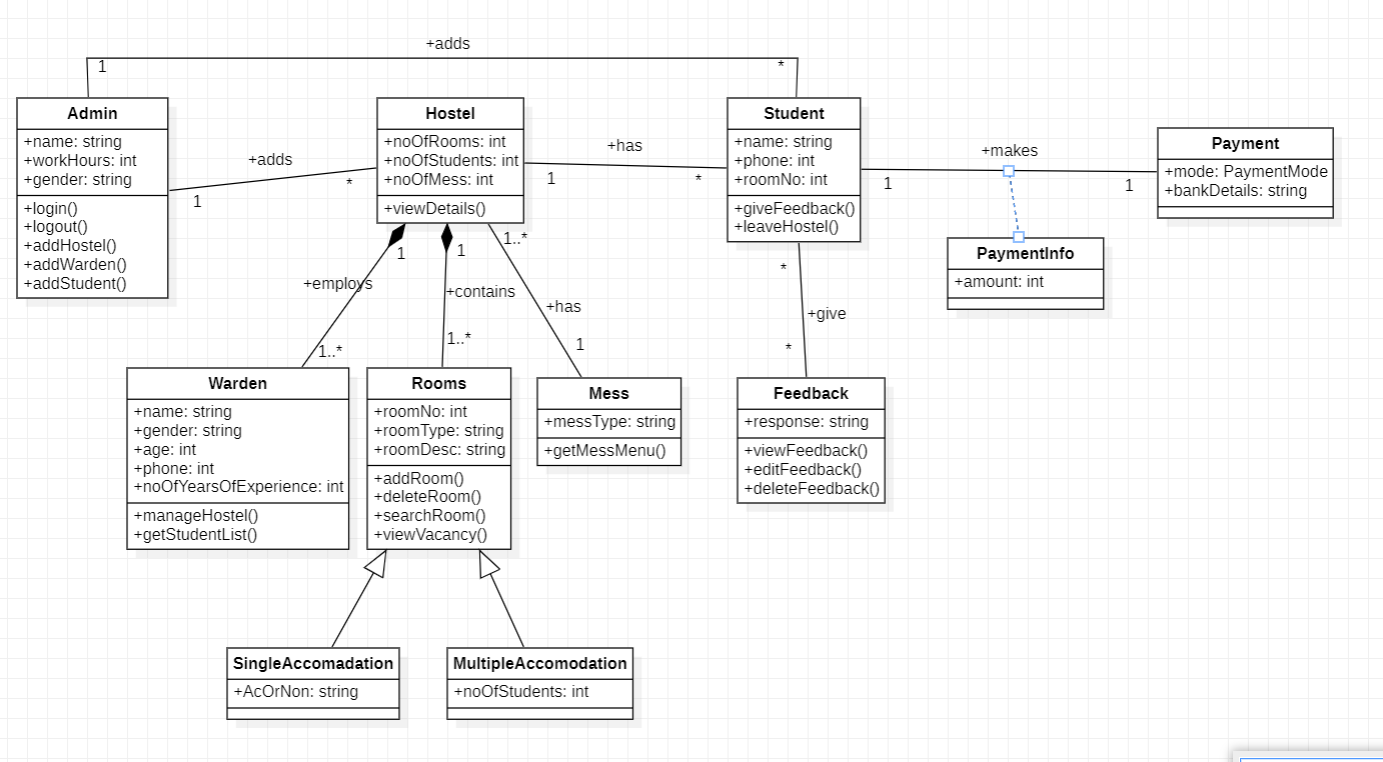 +adds
1
*
Admin
+name: string
+workHours: int
+gender: string
+login()
+logout()
+addHostel()
+addWarden()
+addStudent()
+adds
1
*
Hostel
+noOfRooms: int
+noOfStudents: int
+noOfMess: int
+viewDetails()
+has
1
*
Student
+name: string
+phone: int
+roomNo: int
+giveFeedback()
+leaveHostel()
+makes
1
1
Payment
+mode: PaymentMode
+bankDetails: string
PaymentInfo
+amount: int
1
+employs
1..*
1
+contains
1..*
1..*
+has
1
*
+give
*
Warden
+name: string
+gender: string
+age: int
+phone: int
+noOfYearsOfExperience: int
+manageHostel()
+getStudentList()
Rooms
+roomNo: int
+roomType: string
+roomDesc: string
+addRoom()
+deleteRoom()
+searchRoom()
+viewVacancy()
Mess
+messType: string
+getMessMenu()
Feedback
+response: string
+viewFeedback()
+editFeedback()
+deleteFeedback()
SingleAccomadation
+AcOrNon: string
MultipleAccomodation
+noOfStudents: int